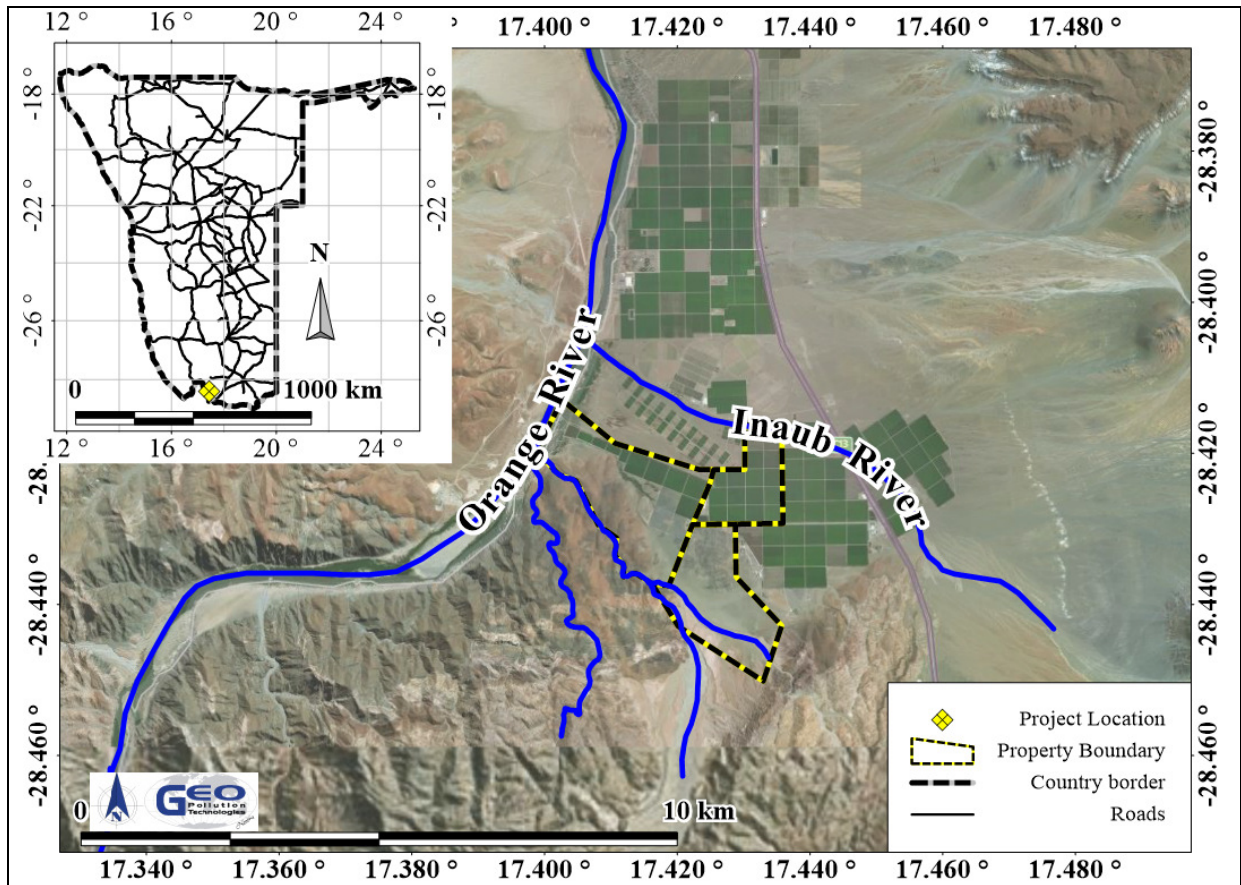 12 ° 16 ° 20 ° 24 °
17.400 ° 17.420 ° 17.440 ° 17.460 ° 17.480 °
-18 °
-22 °
-26 °
-18 °
-22 °
-26 °
N
0 1000 km
12 ° 16 ° 20 ° 24 °
-28.380 °
-28.400 °
-28.420 °
-28.440 °
-28.460 °
-28.440 °
-28.460 °
Orange River
Inaub River
Project Location
Property Boundary
Country border
Roads
N
GEO
Pollution
Technologies
0 10 km
17.340 ° 17.360 ° 17.380 ° 17.400 ° 17.420 ° 17.440 ° 17.460 ° 17.480 °